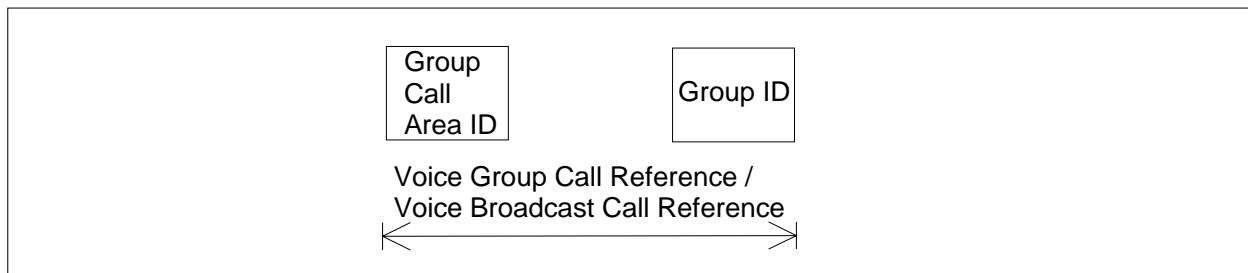 Group
Call
Area ID
Group ID
Voice Group Call Reference /
Voice Broadcast Call Reference